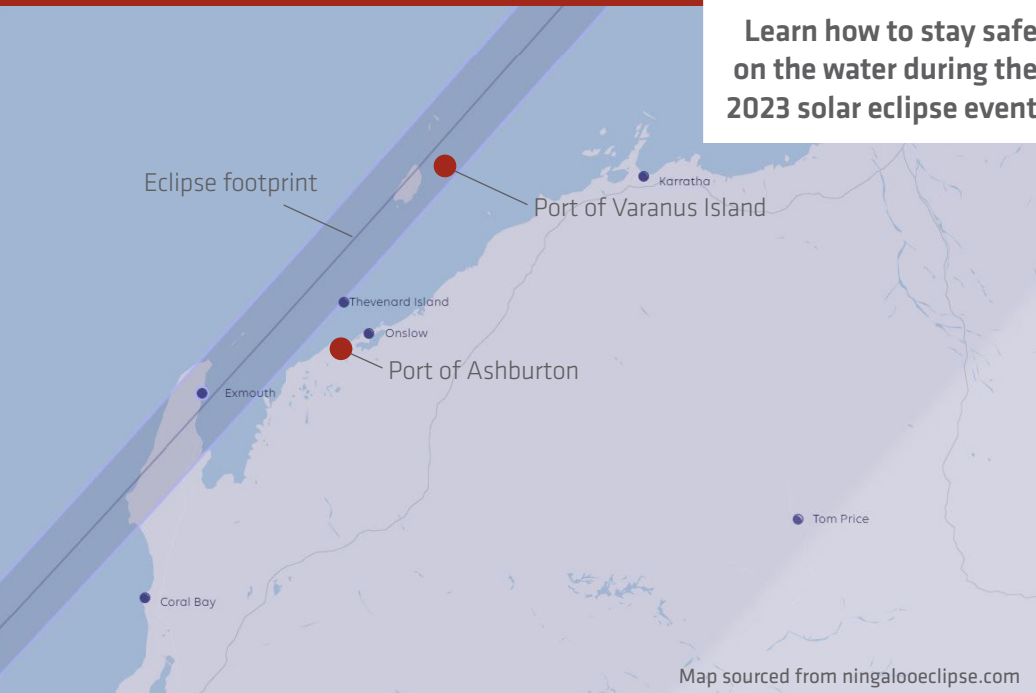 Learn how to stay safe
on the water during the
2023 solar eclipse event
Eclipse footprint
Karratha
Port of Varanus Island
Thevenard Island
Onslow
Port of Ashburton
Exmouth
Tom Price
Coral Bay
Map sourced from ningalooeclipse.com